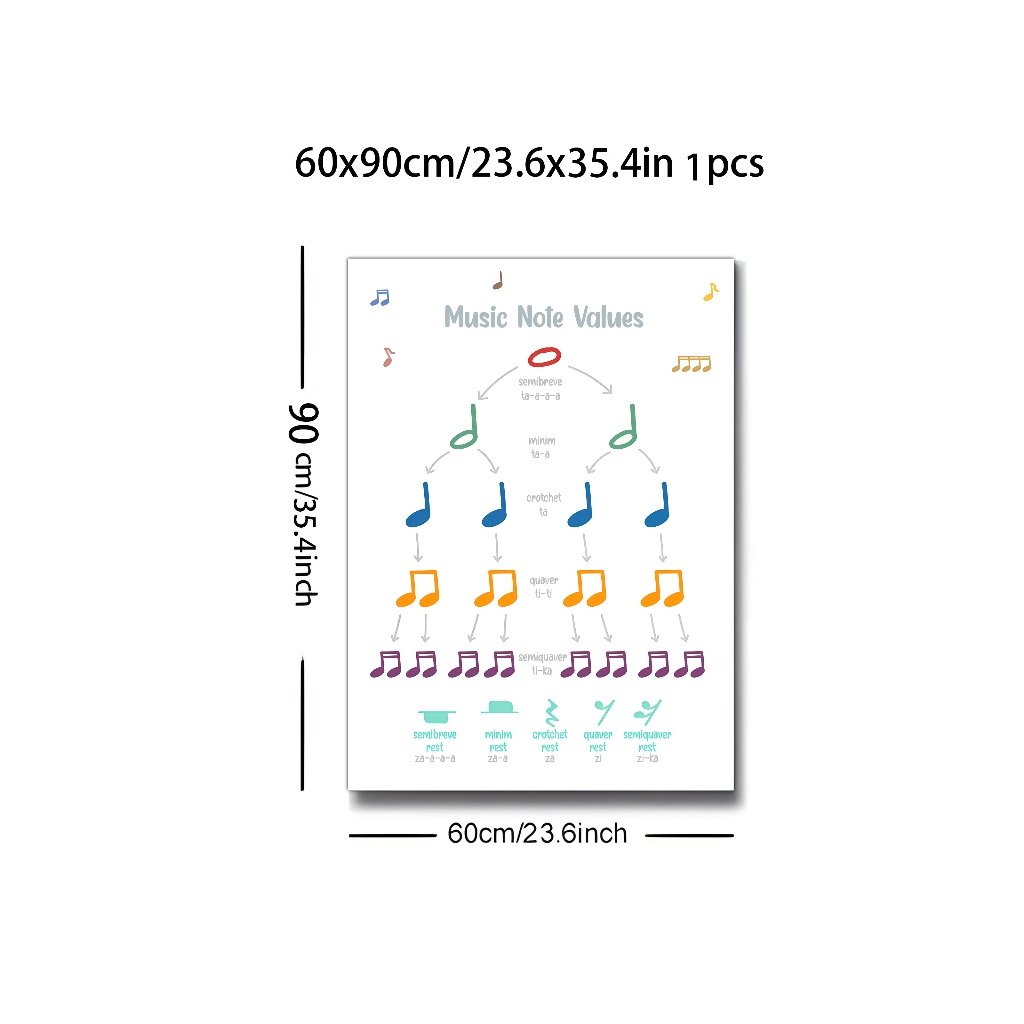 60x90cm/23.6x35.4in 1pcs
90 cm/35.4inch
Music Note Values
semibreve
ta-a-a-a
minim
ta-a
crotchet
ta
quaver
ti-ti
semiquaver
ti-ka
semibreve rest
za-a-a-a
minim rest
za-a
crotchet rest
za
quaver rest
zi
semiquaver rest
zi-ka
60cm/23.6inch